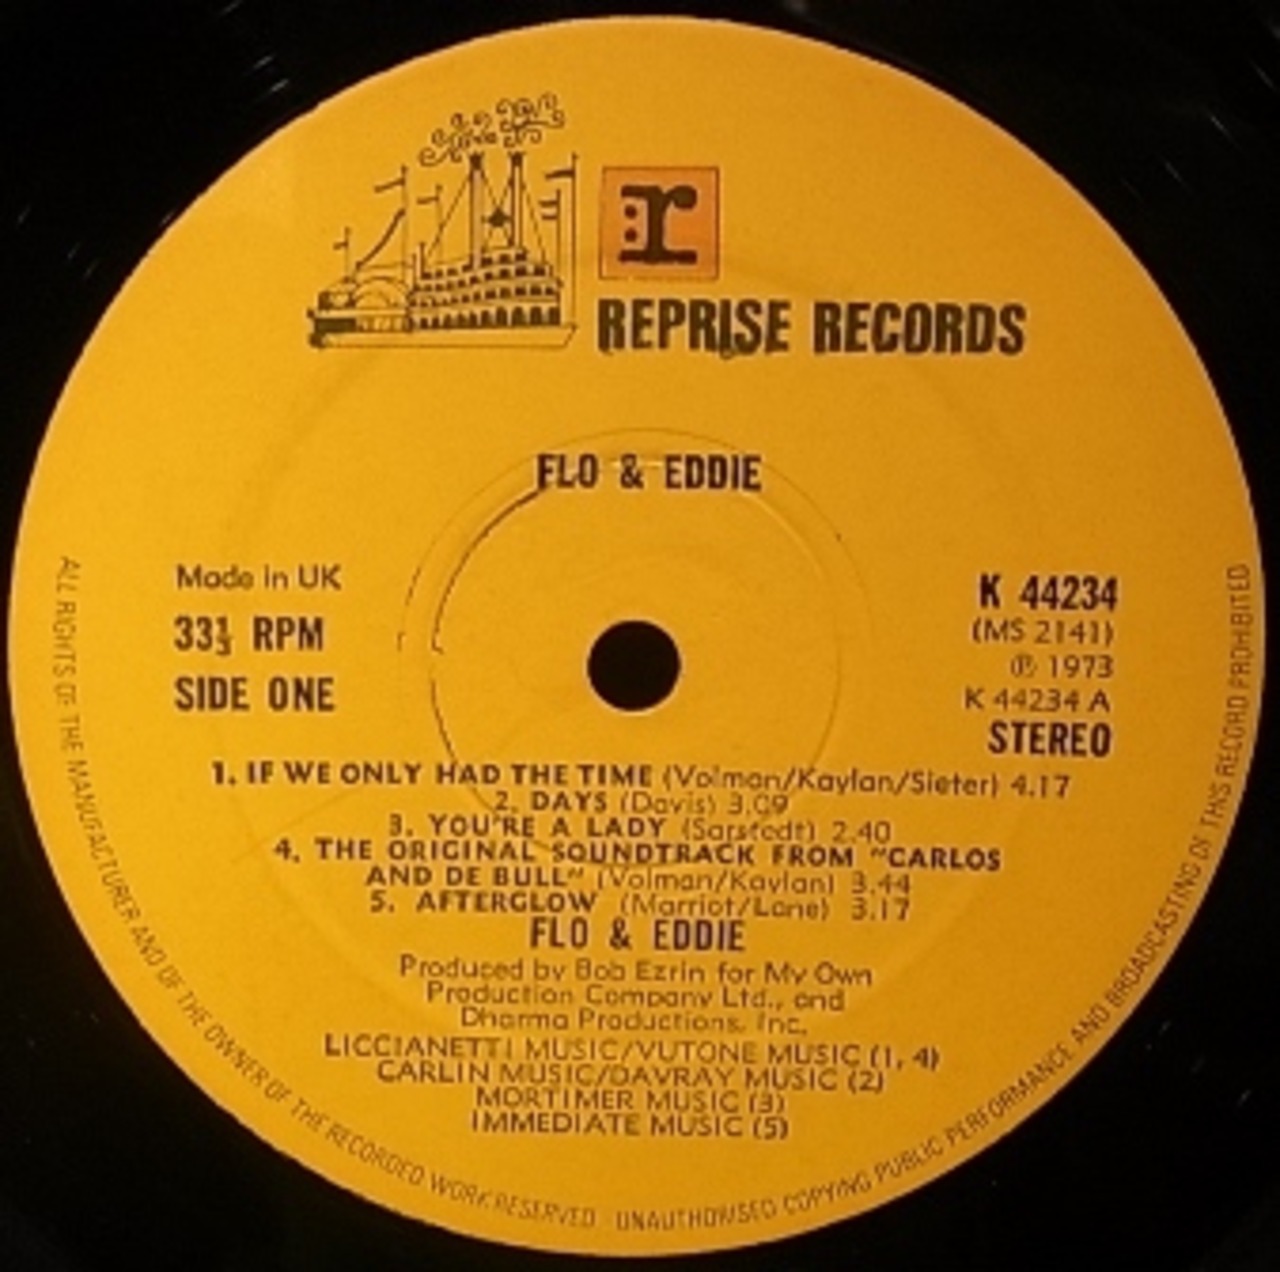 r:
REPRISE RECORDS
FLO & EDDIE
Made in UK
33⅓ RPM
SIDE ONE
K 44234
(MS 2141)
℗ 1973
K 44234 A
STEREO
1. IF WE ONLY HAD THE TIME (Volman/Kaylan/Sieter) 4.17
2. DAYS (Davis) 3.09
3. YOU'RE A LADY (Sarstedt) 2.40
4. THE ORIGINAL SOUNDTRACK FROM "CARLOS
AND DE BULL" (Volman/Kaylan) 3.44
5. AFTERGLOW (Marriot/Lane) 3.17
FLO & EDDIE
Produced by Bob Ezrin for My Own
Production Company Ltd., and
Dharma Productions, Inc.
LICCIANETTI MUSIC/VUTONE MUSIC (1, 4)
CARLIN MUSIC/DAVRAY MUSIC (2)
MORTIMER MUSIC (3)
IMMEDIATE MUSIC (5)
ALL RIGHTS OF THE MANUFACTURER AND OF THE OWNER OF THE RECORDED WORK RESERVED UNAUTHORISED COPYING PUBLIC PERFORMANCE AND BROADCASTING OF THIS RECORD PROHIBITED